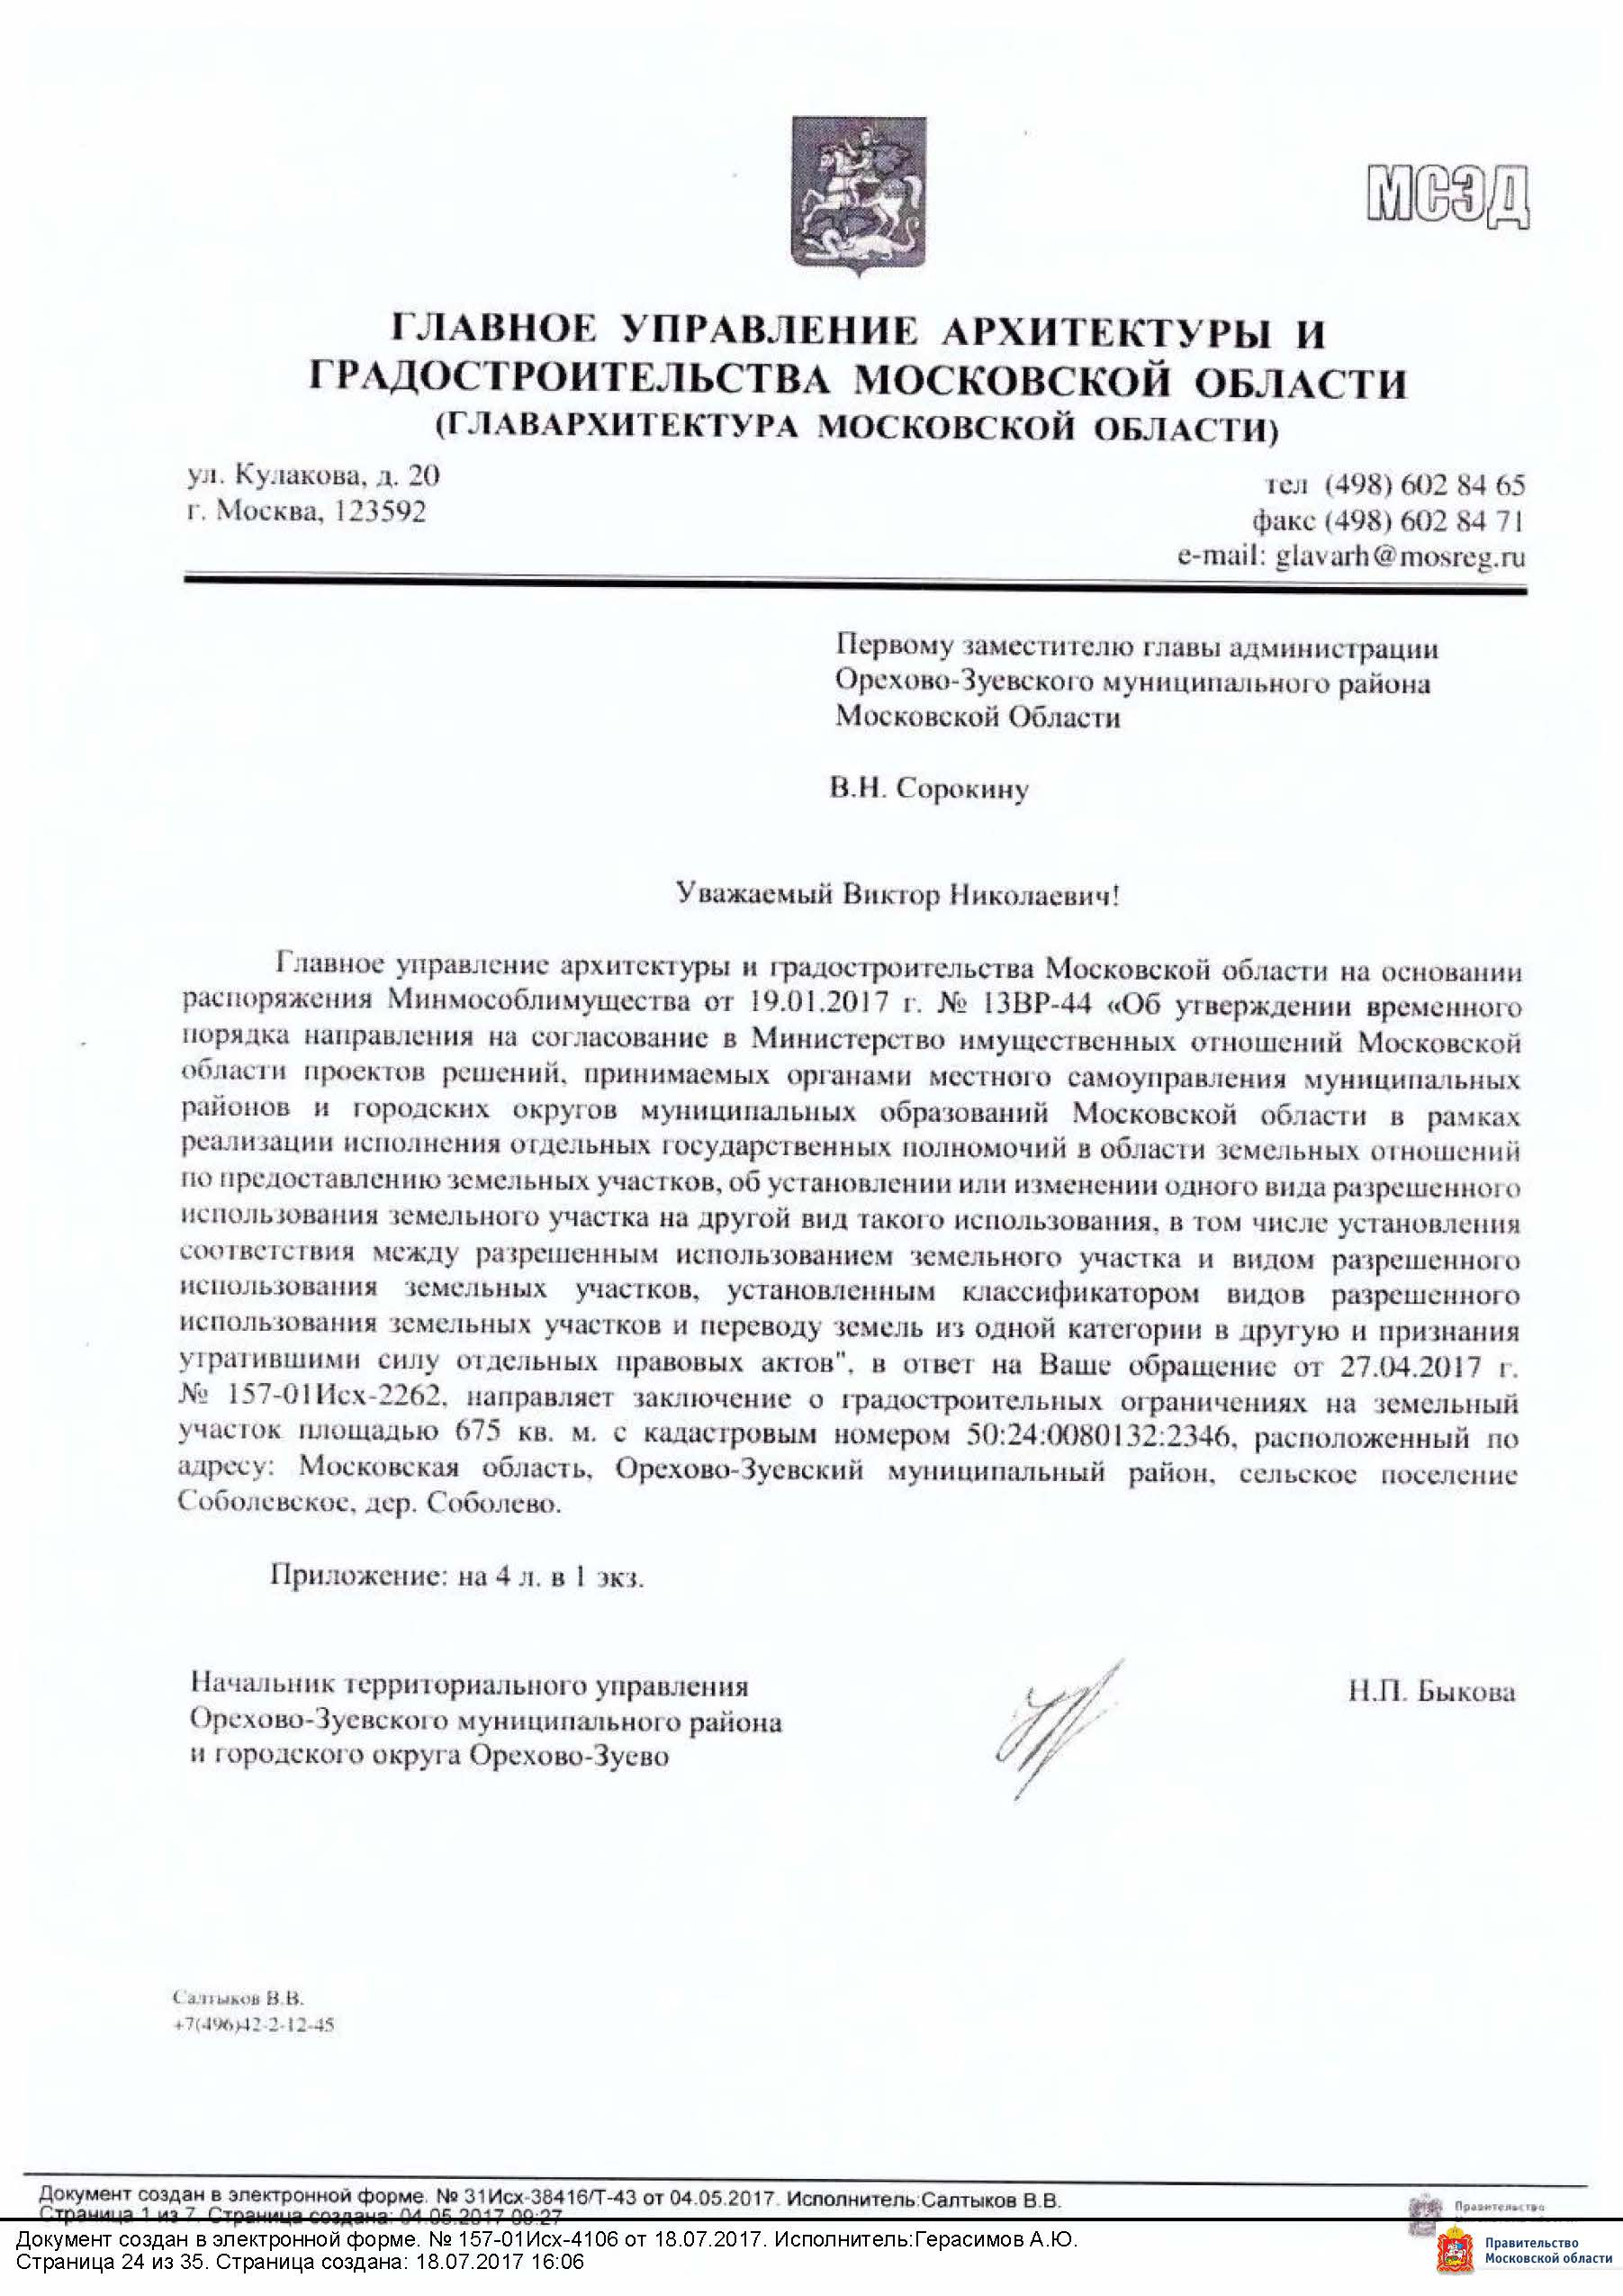 МСЭД
ГЛАВНОЕ УПРАВЛЕНИЕ АРХИТЕКТУРЫ И
ГРАДОСТРОИТЕЛЬСТВА МОСКОВСКОЙ ОБЛАСТИ
(ГЛАВАРХИТЕКТУРА МОСКОВСКОЙ ОБЛАСТИ)
ул. Кулакова, д. 20
г. Москва, 123592
тел (498) 602 84 65
факс (498) 602 84 71
e-mail: glavarh@mosreg.ru
Первому заместителю главы администрации
Орехово-Зуевского муниципального района
Московской Области
В.Н. Сорокину
Уважаемый Виктор Николаевич!
Главное управление архитектуры и градостроительства Московской области на основании
распоряжения Минмособлимущества от 19.01.2017 г. № 13ВР-44 «Об утверждении временного
порядка направления на согласование в Министерство имущественных отношений Московской
области проектов решений, принимаемых органами местного самоуправления муниципальных
районов и городских округов муниципальных образований Московской области в рамках
реализации исполнения отдельных государственных полномочий в области земельных отношений
по предоставлению земельных участков, об установлении или изменении одного вида разрешенного
использования земельного участка на другой вид такого использования, в том числе установления
соответствия между разрешенным использованием земельного участка и видом разрешенного
использования земельных участков, установленным классификатором видов разрешенного
использования земельных участков и переводу земель из одной категории в другую и признания
утратившими силу отдельных правовых актов", в ответ на Ваше обращение от 27.04.2017 г.
№ 157-01Исх-2262, направляет заключение о градостроительных ограничениях на земельный
участок площадью 675 кв. м. с кадастровым номером 50:24:0080132:2346, расположенный по
адресу: Московская область, Орехово-Зуевский муниципальный район, сельское поселение
Соболевское, дер. Соболево.
Приложение: на 4 л. в 1 экз.
Начальник территориального управления
Орехово-Зуевского муниципального района
и городского округа Орехово-Зуево
Н.П. Быкова
Салтыков В.В.
+7(496)42-2-12-45
Документ создан в электронной форме. № 31Исх-38416/Т-43 от 04.05.2017. Исполнитель:Салтыков В.В.
Страница 1 из 7. Страница создана: 04.05.2017 09:27
Правительство
Документ создан в электронной форме. № 157-01Исх-4106 от 18.07.2017. Исполнитель:Герасимов А.Ю.
Страница 24 из 35. Страница создана: 18.07.2017 16:06
Правительство
Московской области